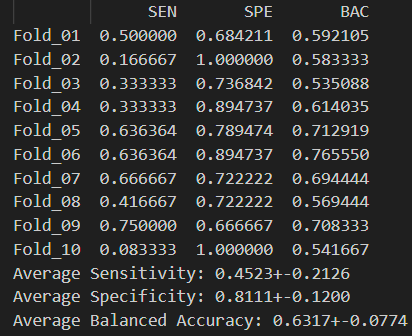 SEN SPE BAC
Fold_01 0.500000 0.684211 0.592105
Fold_02 0.166667 1.000000 0.583333
Fold_03 0.333333 0.736842 0.535088
Fold_04 0.333333 0.894737 0.614035
Fold_05 0.636364 0.789474 0.712919
Fold_06 0.636364 0.894737 0.765550
Fold_07 0.666667 0.722222 0.694444
Fold_08 0.416667 0.722222 0.569444
Fold_09 0.750000 0.666667 0.708333
Fold_10 0.083333 1.000000 0.541667
Average Sensitivity: 0.4523+-0.2126
Average Specificity: 0.8111+-0.1200
Average Balanced Accuracy: 0.6317+-0.0774